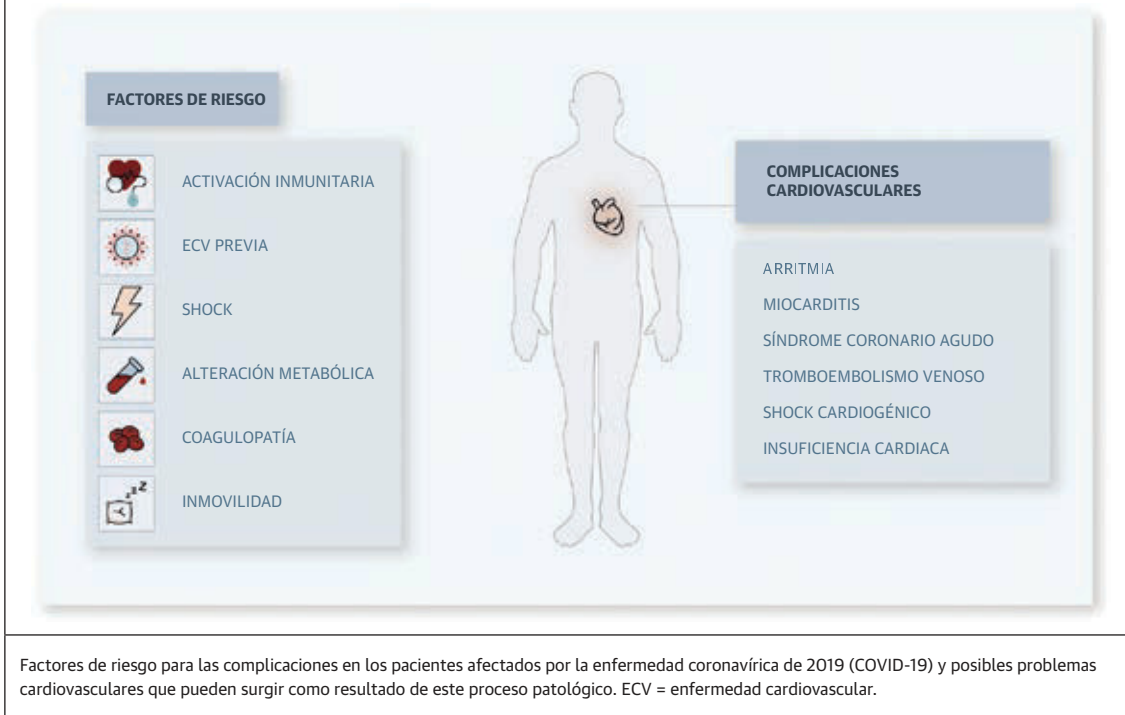 FACTORES DE RIESGO
ACTIVACIÓN INMUNITARIA
ECV PREVIA
SHOCK
ALTERACIÓN METABÓLICA
COAGULOPATÍA
INMOVILIDAD
COMPLICACIONES
CARDIOVASCULARES
ARRITMIA
MIOCARDITIS
SÍNDROME CORONARIO AGUDO
TROMBOEMBOLISMO VENOSO
SHOCK CARDIOGÉNICO
INSUFICIENCIA CARDIACA
Factores de riesgo para las complicaciones en los pacientes afectados por la enfermedad coronavírica de 2019 (COVID-19) y posibles problemas
cardiovasculares que pueden surgir como resultado de este proceso patológico. ECV = enfermedad cardiovascular.